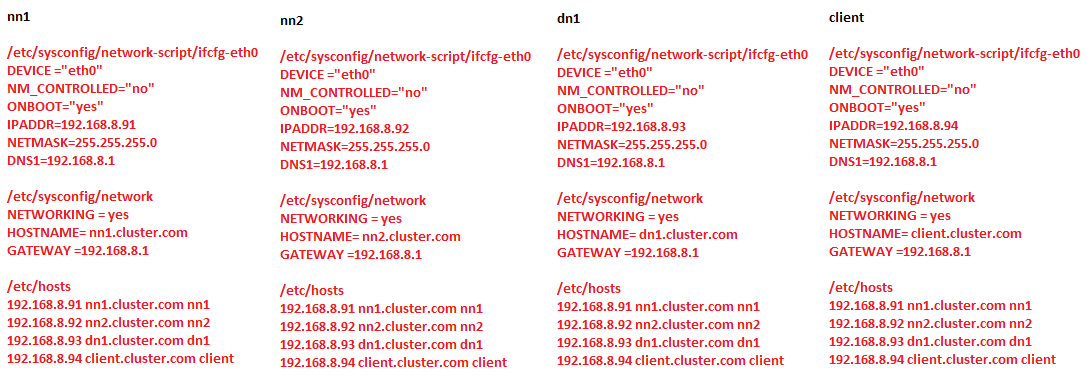 nn1
/etc/sysconfig/network-script/ifcfg-eth0
DEVICE ="eth0"
NM_CONTROLLED="no"
ONBOOT="yes"
IPADDR=192.168.8.91
NETMASK=255.255.255.0
DNS1=192.168.8.1
/etc/sysconfig/network
NETWORKING = yes
HOSTNAME= nn1.cluster.com
GATEWAY =192.168.8.1
/etc/hosts
192.168.8.91 nn1.cluster.com nn1
192.168.8.92 nn2.cluster.com nn2
192.168.8.93 dn1.cluster.com dn1
192.168.8.94 client.cluster.com client
nn2
/etc/sysconfig/network-script/ifcfg-eth0
DEVICE ="eth0"
NM_CONTROLLED="no"
ONBOOT="yes"
IPADDR=192.168.8.92
NETMASK=255.255.255.0
DNS1=192.168.8.1
/etc/sysconfig/network
NETWORKING = yes
HOSTNAME= nn2.cluster.com
GATEWAY =192.168.8.1
/etc/hosts
192.168.8.91 nn1.cluster.com nn1
192.168.8.92 nn2.cluster.com nn2
192.168.8.93 dn1.cluster.com dn1
192.168.8.94 client.cluster.com client
dn1
/etc/sysconfig/network-script/ifcfg-eth0
DEVICE ="eth0"
NM_CONTROLLED="no"
ONBOOT="yes"
IPADDR=192.168.8.93
NETMASK=255.255.255.0
DNS1=192.168.8.1
/etc/sysconfig/network
NETWORKING = yes
HOSTNAME= dn1.cluster.com
GATEWAY =192.168.8.1
/etc/hosts
192.168.8.91 nn1.cluster.com nn1
192.168.8.92 nn2.cluster.com nn2
192.168.8.93 dn1.cluster.com dn1
192.168.8.94 client.cluster.com client
client
/etc/sysconfig/network-script/ifcfg-eth0
DEVICE ="eth0"
NM_CONTROLLED="no"
ONBOOT="yes"
IPADDR=192.168.8.94
NETMASK=255.255.255.0
DNS1=192.168.8.1
/etc/sysconfig/network
NETWORKING = yes
HOSTNAME= client.cluster.com
GATEWAY =192.168.8.1
/etc/hosts
192.168.8.91 nn1.cluster.com nn1
192.168.8.92 nn2.cluster.com nn2
192.168.8.93 dn1.cluster.com dn1
192.168.8.94 client.cluster.com client